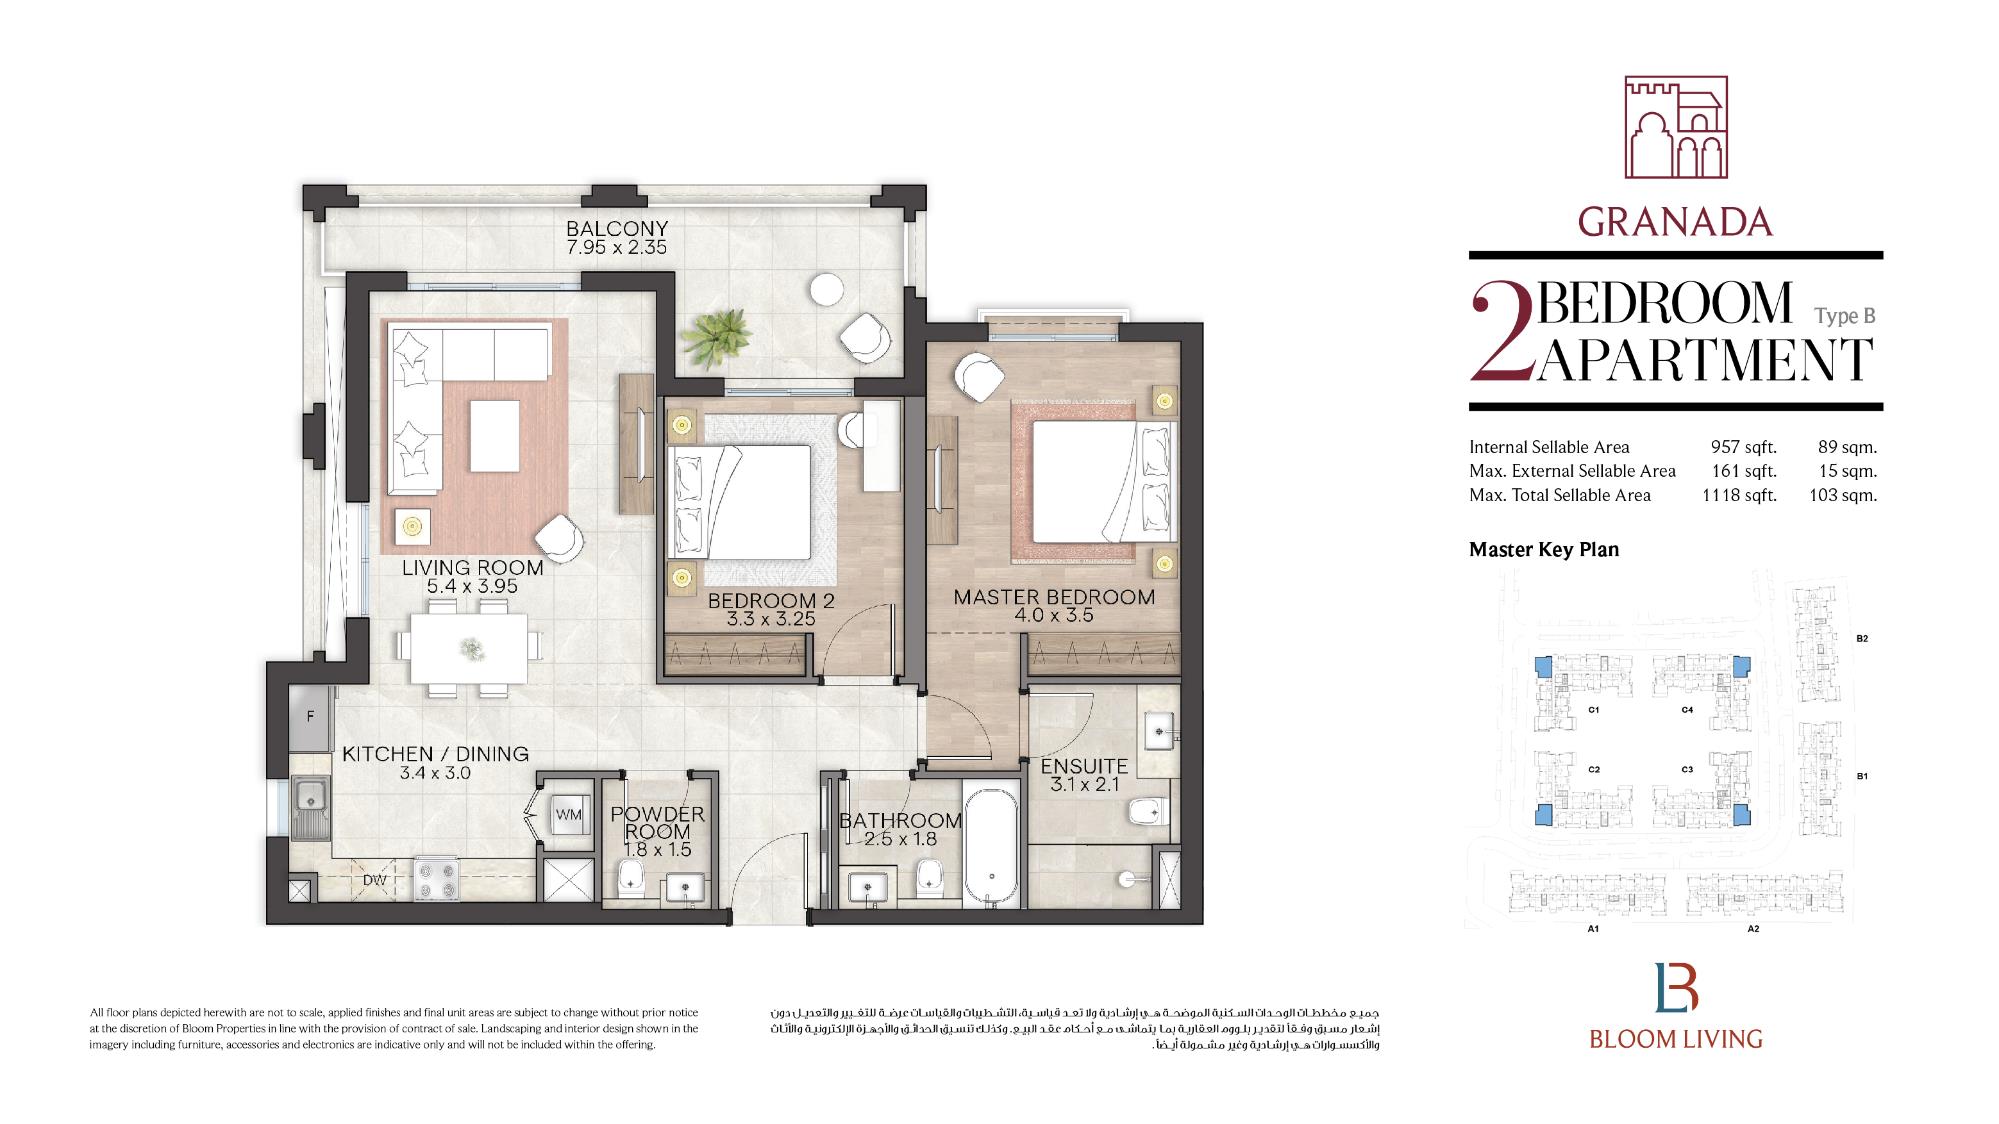 BALCONY
7.95 x 2.35
LIVING ROOM
5.4 x 3.95
BEDROOM 2
3.3 x 3.25
MASTER BEDROOM
4.0 x 3.5
F
KITCHEN / DINING
3.4 x 3.0
WM
DW
POWDER
ROOM
1.8 x 1.5
BATHROOM
2.5 x 1.8
ENSUITE
3.1 x 2.1
GRANADA
2 BEDROOM Type B
APARTMENT
Internal Sellable Area 957 sqft. 89 sqm.
Max. External Sellable Area 161 sqft. 15 sqm.
Max. Total Sellable Area 1118 sqft. 103 sqm.
Master Key Plan
B2
C1
C4
C2
C3
B1
A1
A2
BLOOM LIVING
All floor plans depicted herewith are not to scale, applied finishes and final unit areas are subject to change without prior notice
at the discretion of Bloom Properties in line with the provision of contract of sale. Landscaping and interior design shown in the
imagery including furniture, accessories and electronics are indicative only and will not be included within the offering.
جميع مخططات الوحدات السكنية الموضحة هي إرشادية ولا تعد قياسية، التشطيبات والقياسات عرضة للتغيير والتعديل دون
إشعار مسبق وفقاً لتقدير بلووم العقارية بما يتماشى مع أحكام عقد البيع. وكذلك تنسيق الحدائق والأجهزة الإلكترونية والأثاث
والأكسسوارات هي إرشادية وغير مشمولة أيضاً.